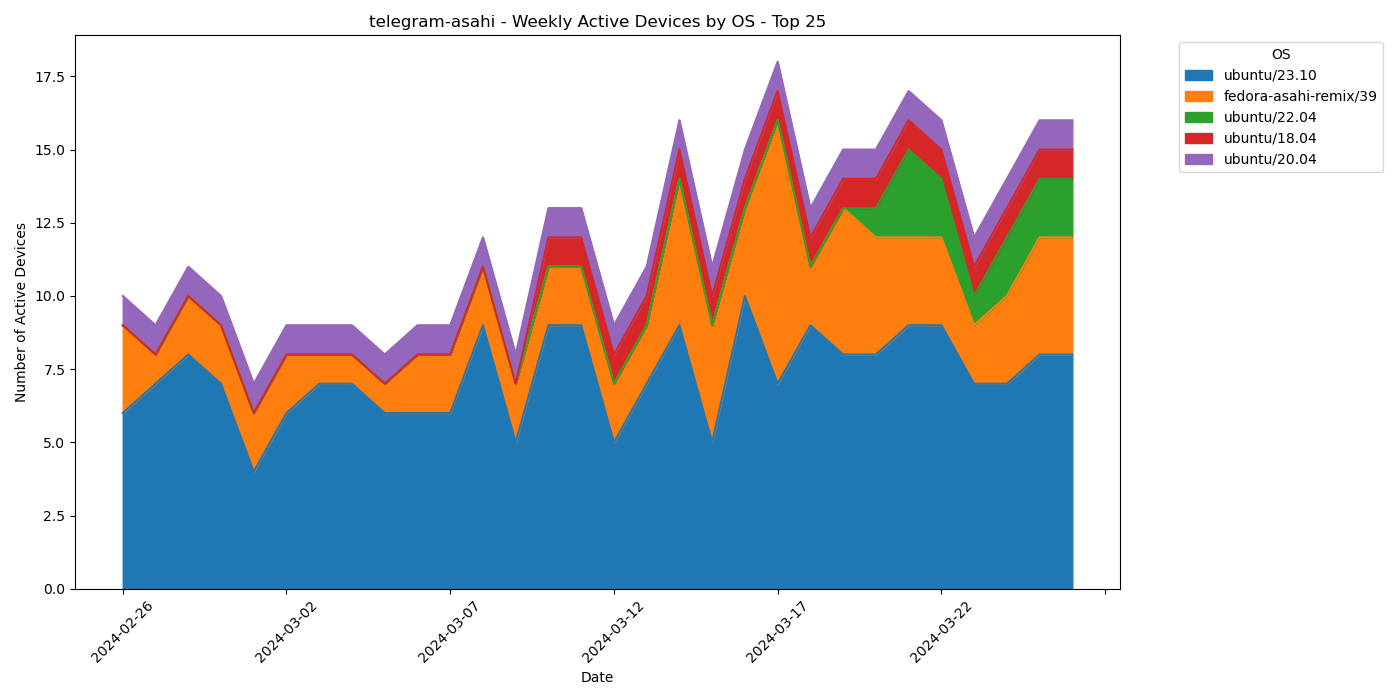 telegram-asahi - Weekly Active Devices by OS - Top 25
Number of Active Devices
17.5
15.0
12.5
10.0
7.5
5.0
2.5
0.0
2024-02-26
2024-03-02
2024-03-07
2024-03-12
2024-03-17
2024-03-22
Date
OS
ubuntu/23.10
fedora-asahi-remix/39
ubuntu/22.04
ubuntu/18.04
ubuntu/20.04